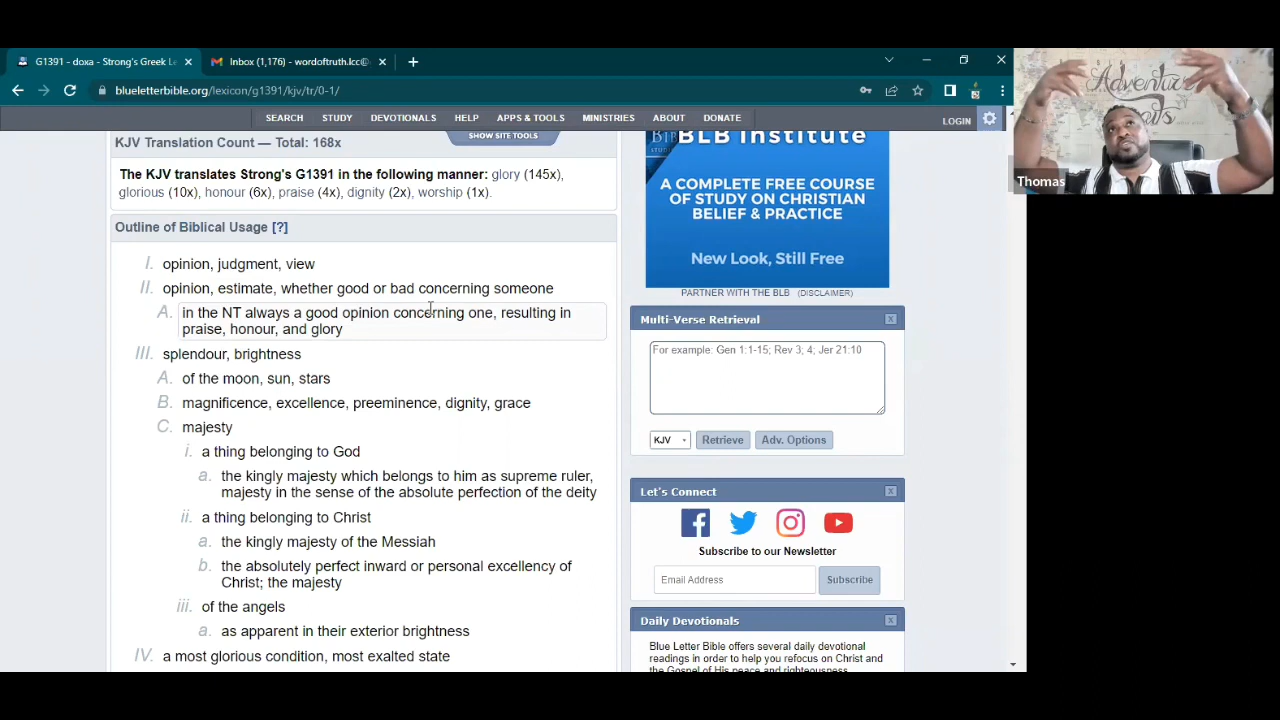 G1391 - doxa - Strong's Greek Le
Inbox (1,176) - wordoftruth.lcc@
blueletterbible.org/lexicon/g1391/kjv/tr/0-1/
SEARCH STUDY DEVOTIONALS HELP APPS & TOOLS MINISTRIES ABOUT DONATE LOGIN
KJV Translation Count — Total: 168x
SHOW SITE TOOLS
The KJV translates Strong's G1391 in the following manner: glory (145x),
glorious (10x), honour (6x), praise (4x), dignity (2x), worship (1x).
Outline of Biblical Usage [?]
I. opinion, judgment, view
II. opinion, estimate, whether good or bad concerning someone
A. in the NT always a good opinion concerning one, resulting in
praise, honour, and glory
III. splendour, brightness
A. of the moon, sun, stars
B. magnificence, excellence, preeminence, dignity, grace
C. majesty
i. a thing belonging to God
a. the kingly majesty which belongs to him as supreme ruler,
majesty in the sense of the absolute perfection of the deity
ii. a thing belonging to Christ
a. the kingly majesty of the Messiah
b. the absolutely perfect inward or personal excellency of
Christ; the majesty
iii. of the angels
a. as apparent in their exterior brightness
IV. a most glorious condition, most exalted state
BLB Institute
A COMPLETE FREE COURSE
OF STUDY ON CHRISTIAN
BELIEF & PRACTICE
New Look, Still Free
PARTNER WITH THE BLB (DISCLAIMER)
Multi-Verse Retrieval
For example: Gen 1:1-15; Rev 3; 4; Jer 21:10
KJV Retrieve Adv. Options
Let's Connect
Subscribe to our Newsletter
Email Address Subscribe
Daily Devotionals
Blue Letter Bible offers several daily devotional
readings in order to help you refocus on Christ and
the Gospel of His peace and righteousness.
Thomas